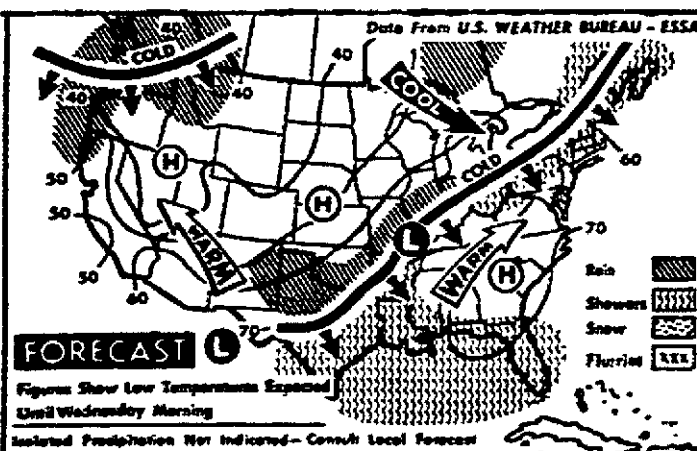 40
Data From U.S. WEATHER BUREAU - ESSA
COLD
40
40
40
COOL
H
COLD
60
50
H
50
L
70
WARM
WARM
H
50
60
Rain
70
Showers
FORECAST L
Snow
Flurries
Figures Show Low Temperatures Expected
Until Wednesday Morning
Isolated Precipitation Not Indicated - Consult Local Forecast